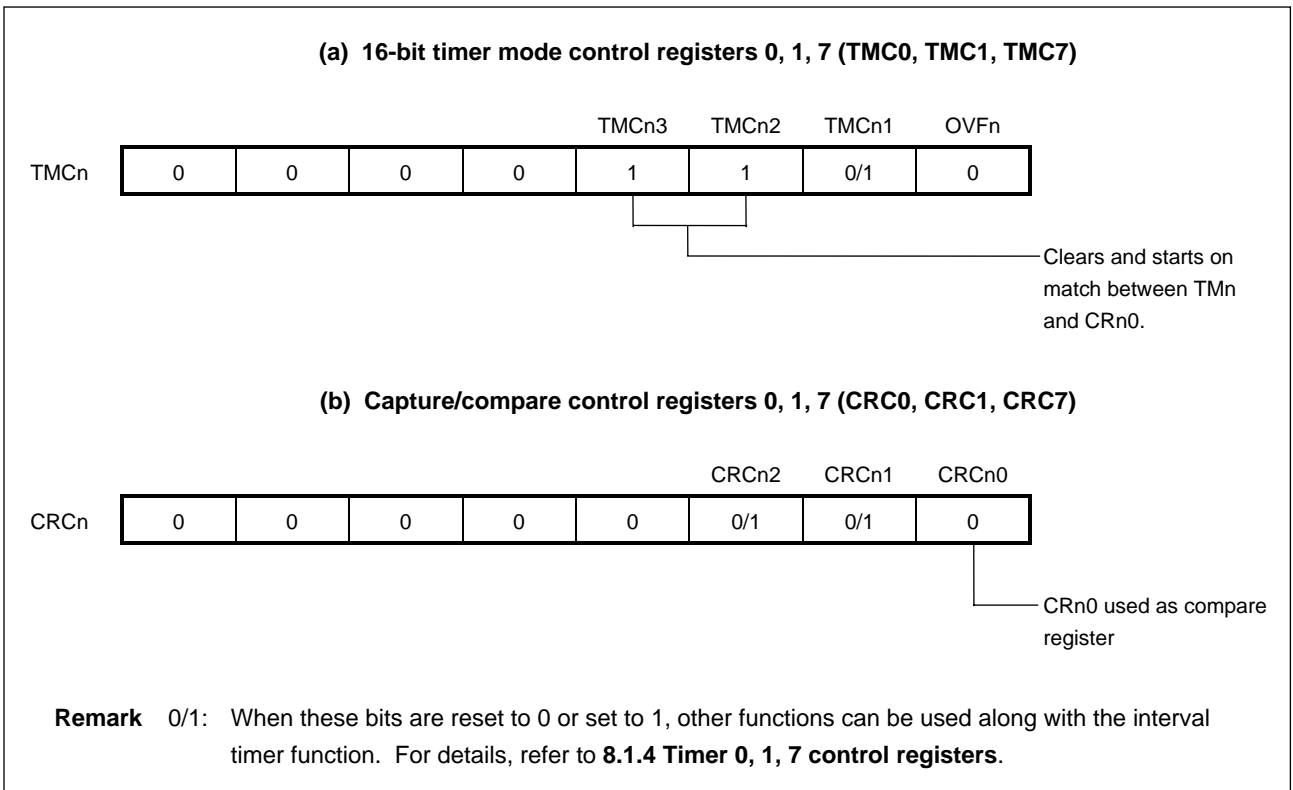 (a) 16-bit timer mode control registers 0, 1, 7 (TMC0, TMC1, TMC7)
TMCn3 TMCn2 TMCn1 OVFn
TMCn 0 0 0 0 1 1 0/1 0
Clears and starts on
match between TMn
and CRn0.
(b) Capture/compare control registers 0, 1, 7 (CRC0, CRC1, CRC7)
CRCn2 CRCn1 CRCn0
CRCn 0 0 0 0 0 0/1 0/1 0
CRn0 used as compare
register
Remark 0/1: When these bits are reset to 0 or set to 1, other functions can be used along with the interval
timer function. For details, refer to 8.1.4 Timer 0, 1, 7 control registers.